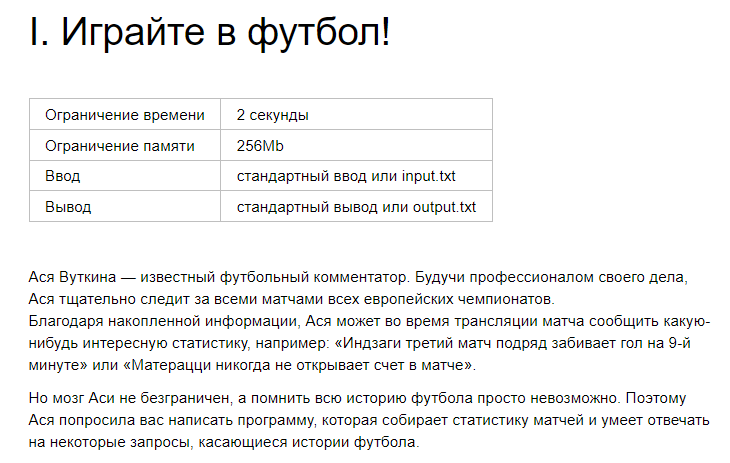 I. Играйте в футбол!
Ограничение времени 2 секунды
Ограничение памяти 256Mb
Ввод стандартный ввод или input.txt
Вывод стандартный вывод или output.txt
Ася Вуткина — известный футбольный комментатор. Будучи профессионалом своего дела,
Ася тщательно следит за всеми матчами всех европейских чемпионатов.
Благодаря накопленной информации, Ася может во время трансляции матча сообщить какую-
нибудь интересную статистику, например: «Индзаги третий матч подряд забивает гол на 9-й
минуте» или «Матерацци никогда не открывает счет в матче».
Но мозг Аси не безграничен, а помнить всю историю футбола просто невозможно. Поэтому
Ася попросила вас написать программу, которая собирает статистику матчей и умеет отвечать
на некоторые запросы, касающиеся истории футбола.